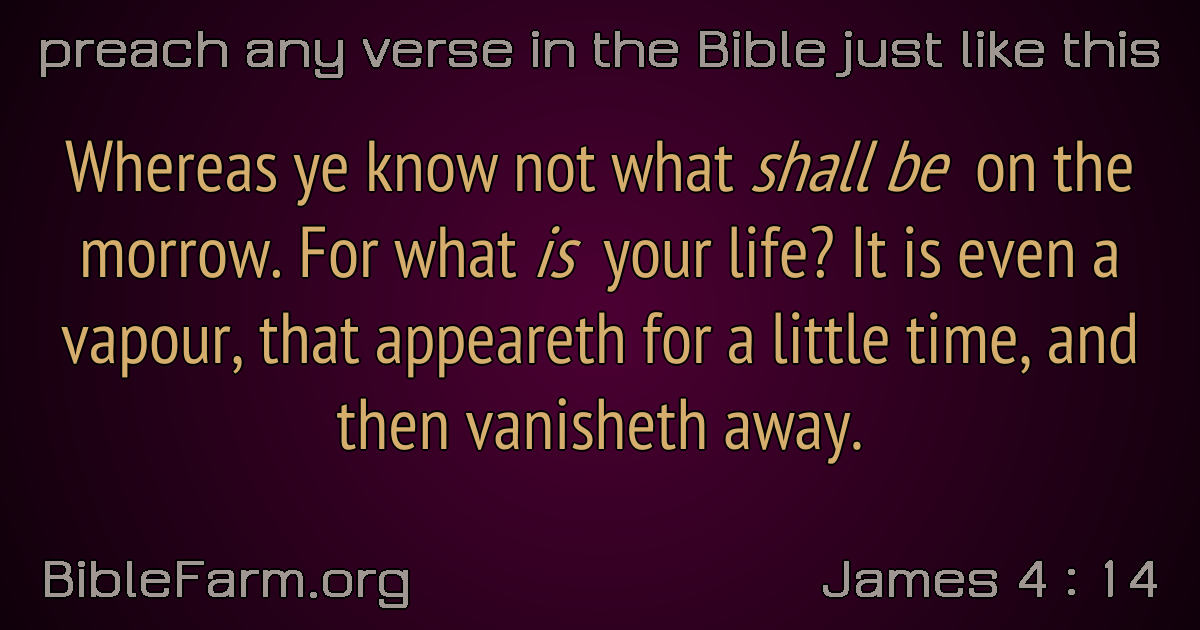 preach any verse in the Bible just like this
Whereas ye know not what shall be on the
morrow. For what is your life? It is even a
vapour, that appeareth for a little time, and
then vanisheth away.
BibleFarm.org
James 4 : 14